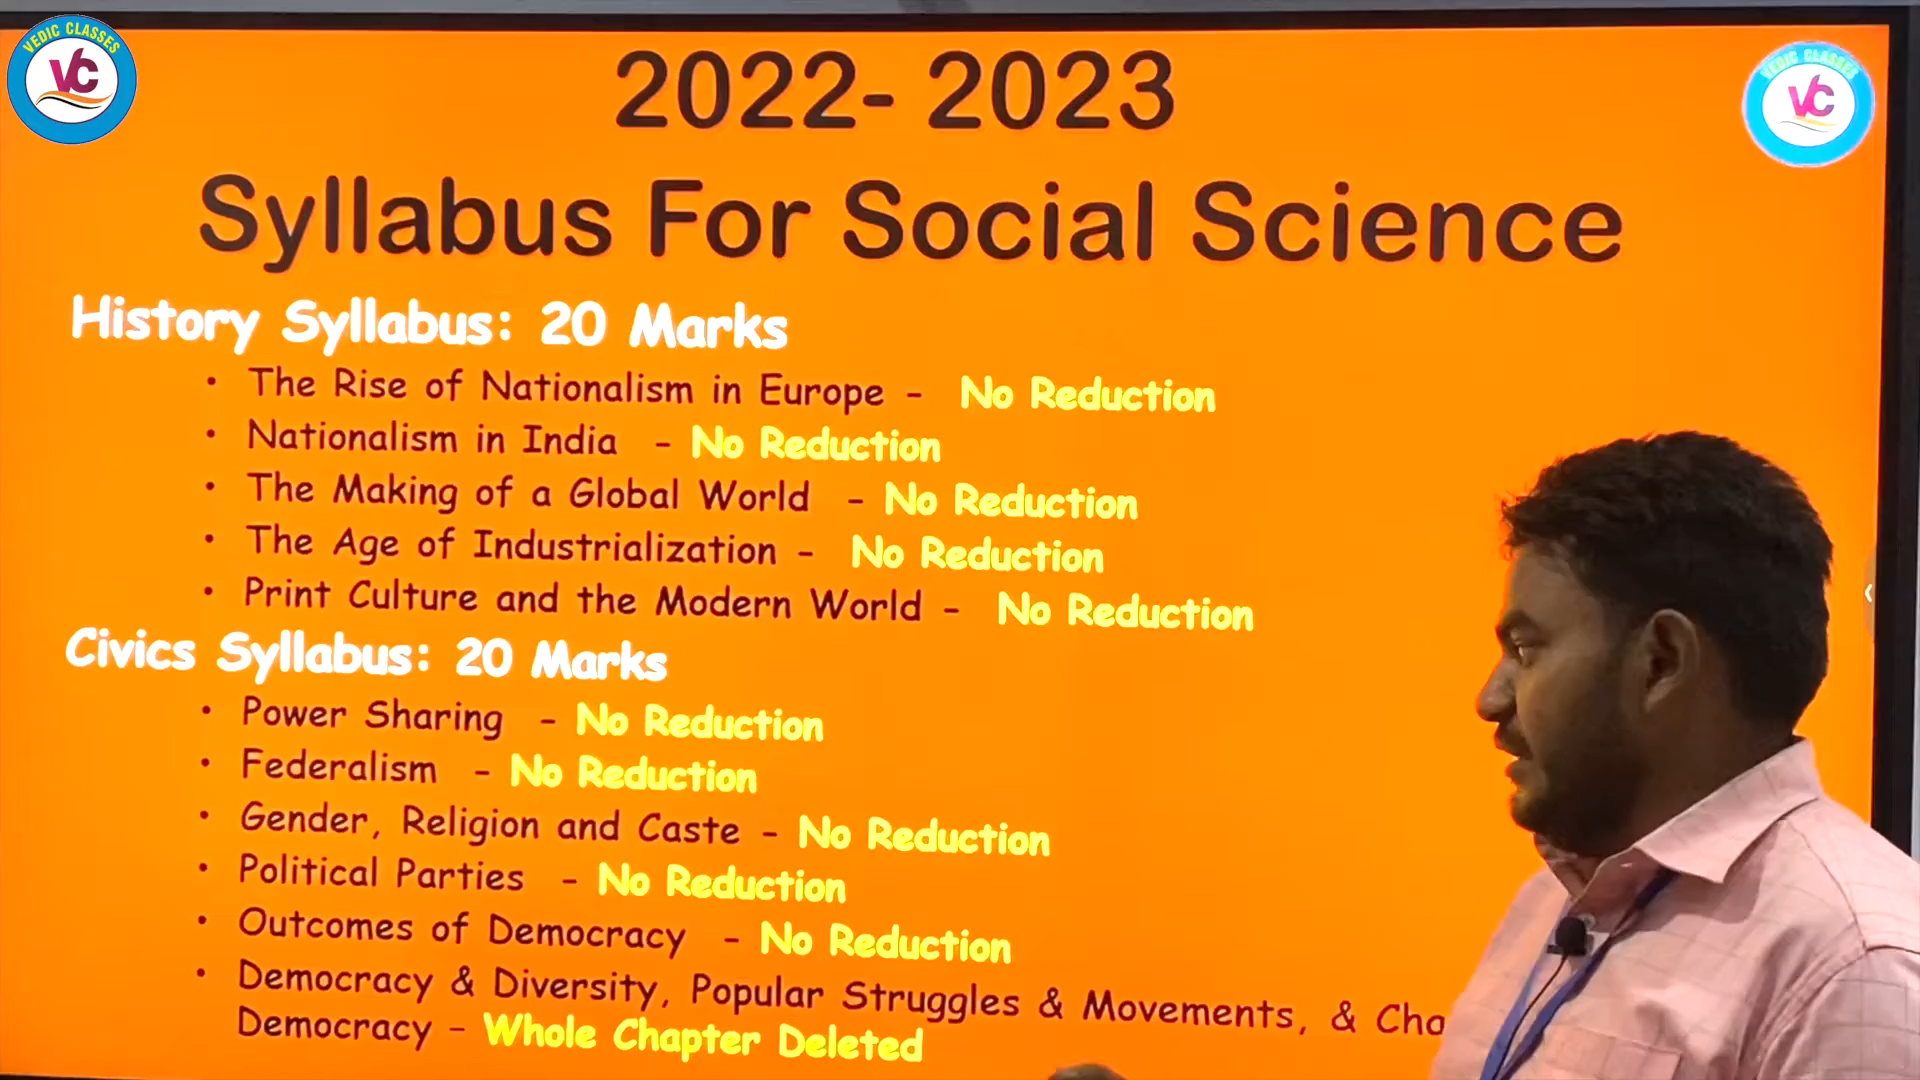 VEDIC CLASSES
VC
VEDIC CLASSES
VC
2022- 2023
Syllabus For Social Science
History Syllabus: 20 Marks
• The Rise of Nationalism in Europe - No Reduction
• Nationalism in India - No Reduction
• The Making of a Global World - No Reduction
• The Age of Industrialization - No Reduction
• Print Culture and the Modern World - No Reduction
Civics Syllabus: 20 Marks
• Power Sharing - No Reduction
• Federalism - No Reduction
• Gender, Religion and Caste - No Reduction
• Political Parties - No Reduction
• Outcomes of Democracy - No Reduction
• Democracy & Diversity, Popular Struggles & Movements, & Cha
Democracy - Whole Chapter Deleted